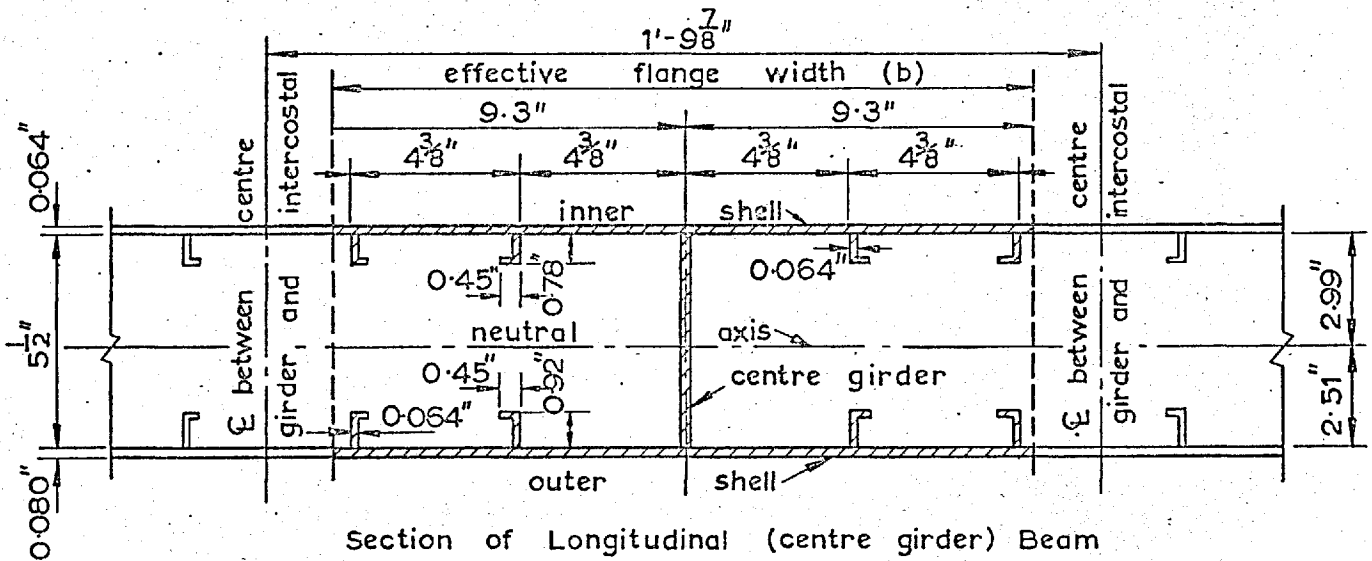 1'-9 7/8"
effective flange width (b)
9.3" 9.3"
4 3/8" 4 3/8" 4 3/8" 4 3/8"
0.064"
centre
intercostal
centre
intercostal
inner shell
0.45"
0.78"
0.064"
5 1/2"
℄ between
girder and
℄ between
girder and
2.99"
neutral axis
0.45"
0.92"
centre girder
0.064"
2.51"
0.080"
outer shell
Section of Longitudinal (centre girder) Beam